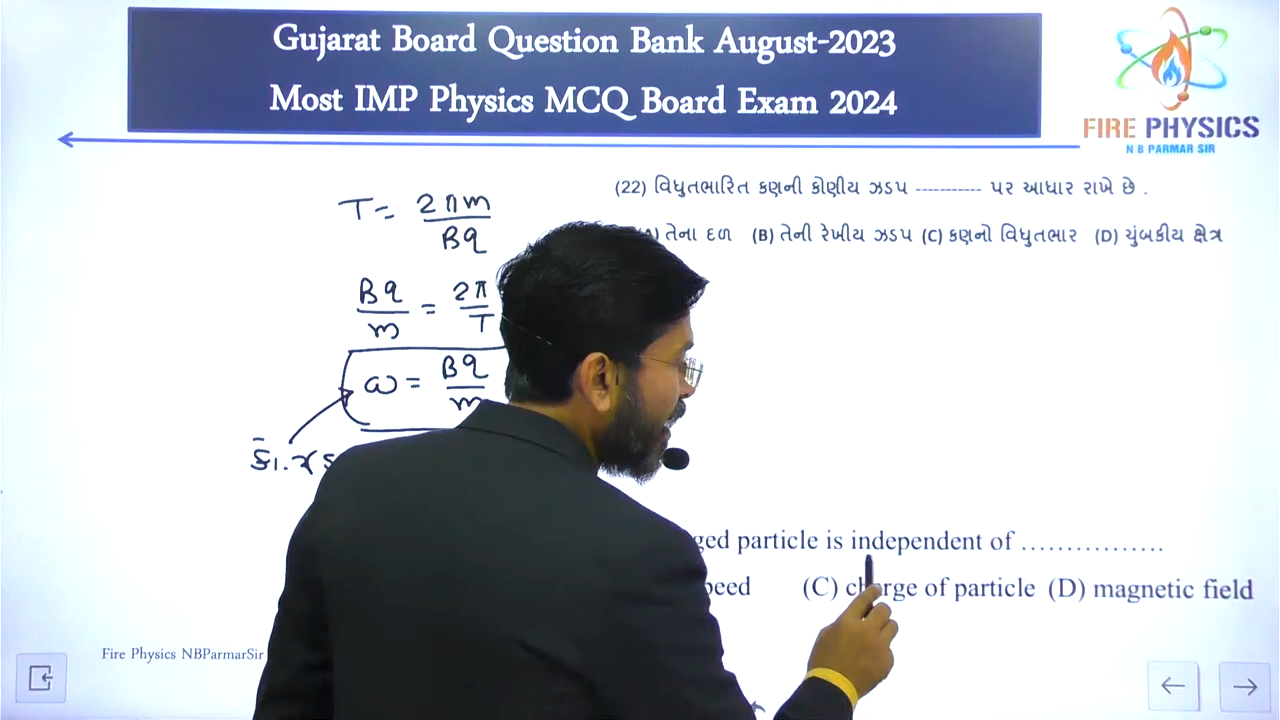 Gujarat Board Question Bank August-2023
Most IMP Physics MCQ Board Exam 2024
FIRE PHYSICS
N B PARMAR SIR
(22) વિધુતભારિત કણની કોણીય ઝડપ ----------- પર આધાર રાખે છે .
તેના દળ (B) તેની રેખીય ઝડપ (C) કણનો વિધુતભાર (D) ચુંબકીય ક્ષેત્ર
T = 2πm / Bq
Bq / m = 2π / T
ω = Bq / m
particle is independent of …………….
(C) charge of particle (D) magnetic field
Fire Physics NBParmarSir